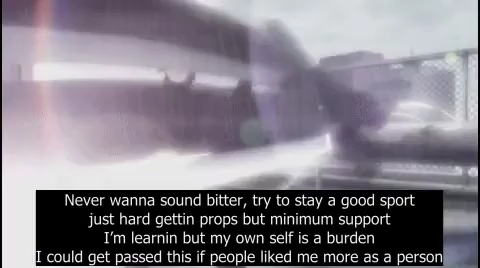 Never wanna sound bitter, try to stay a good sport
just hard gettin props but minimum support
I'm learnin but my own self is a burden
I could get passed this if people liked me more as a person